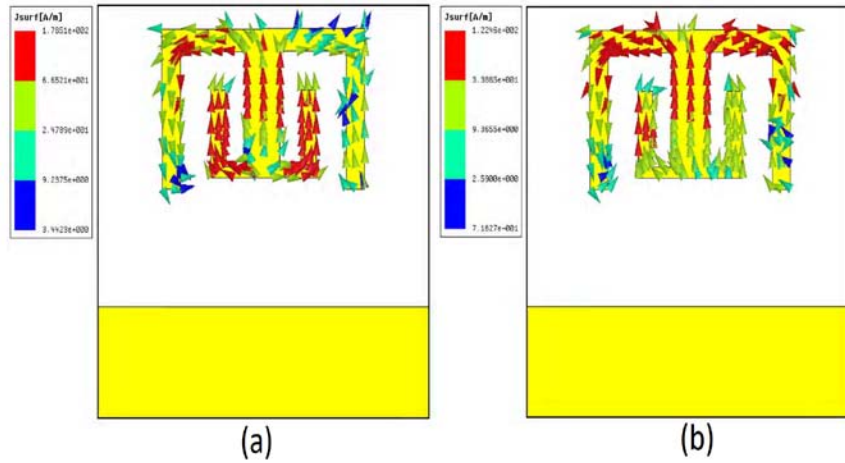 Jsurf[A/m]
1.7851e+002
6.6521e+001
2.4789e+001
9.2375e+000
3.4423e+000
(a)
Jsurf[A/m]
1.2246e+002
3.3865e+001
9.3655e+000
2.5900e+000
7.1627e+001
(b)